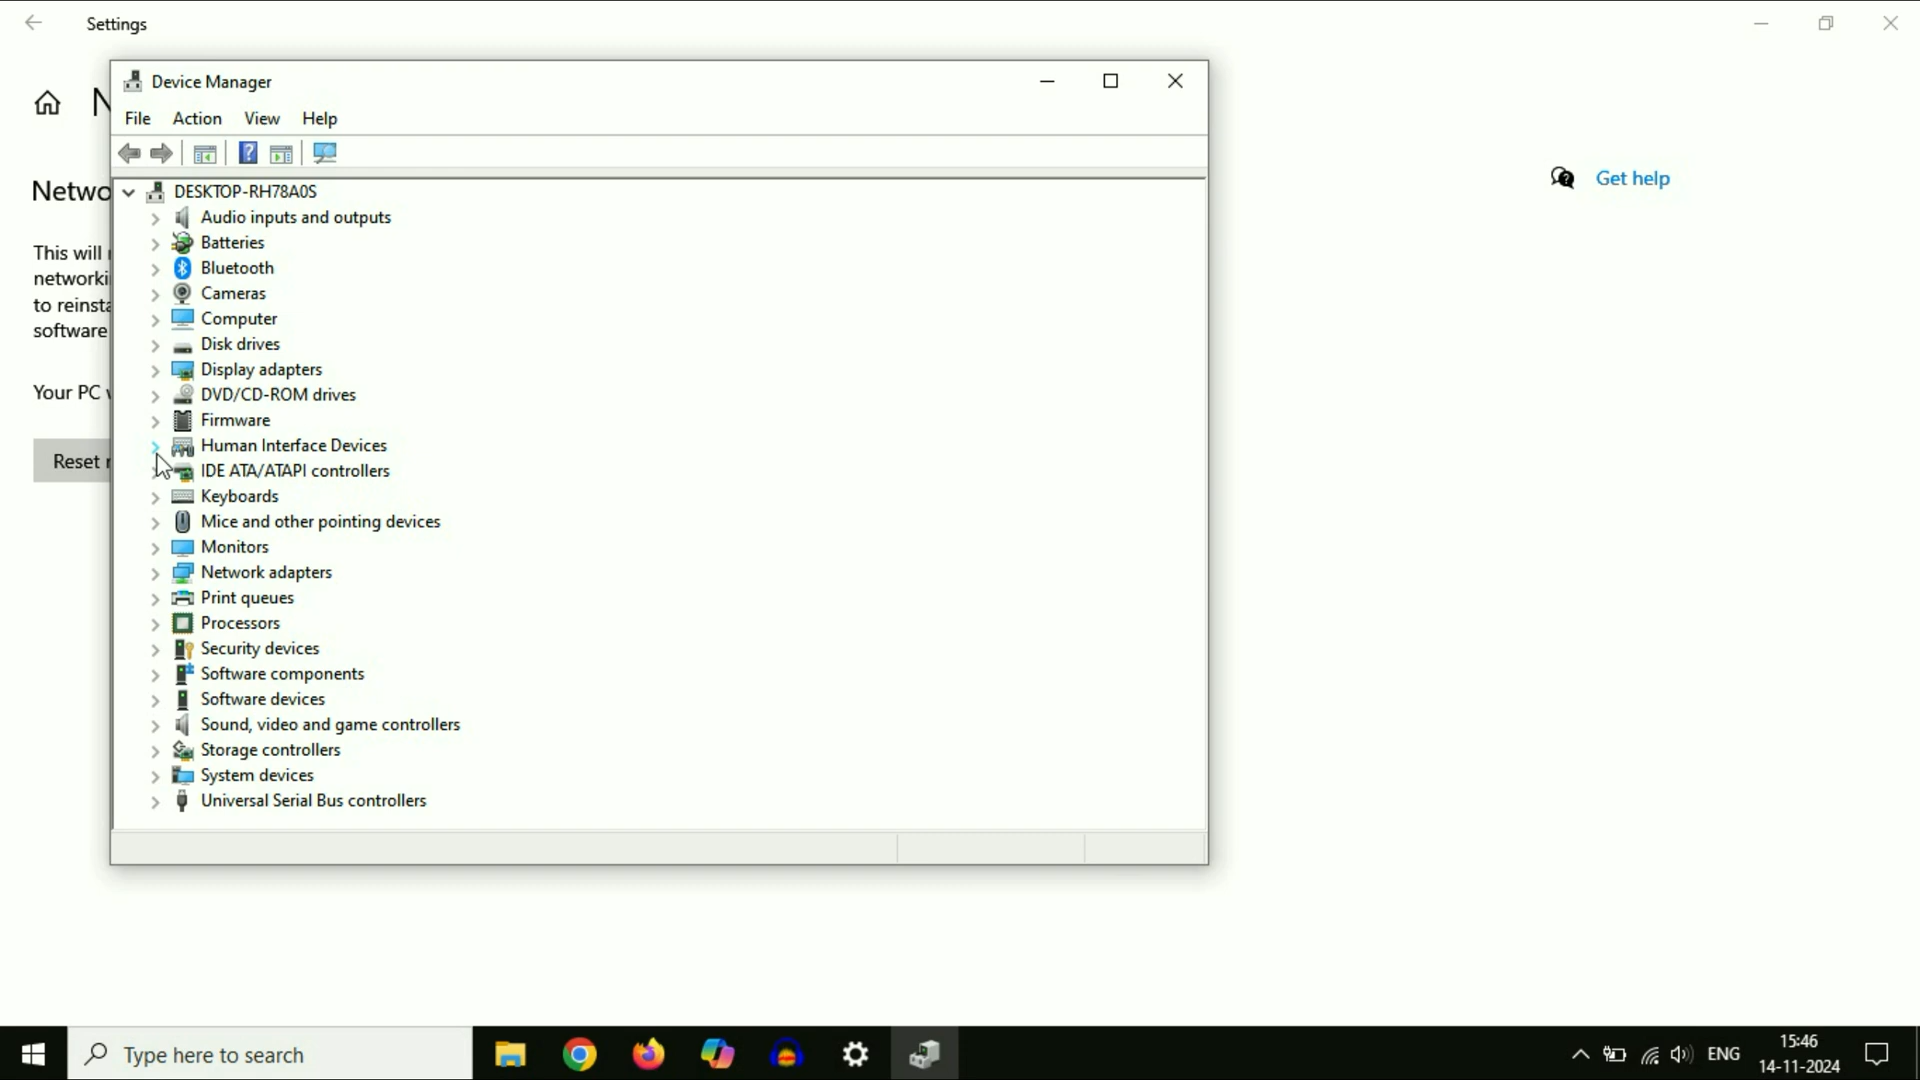 Settings
Device Manager
File Action View Help
Netwo
This will
networki
to reinsta
software
Your PC
Reset
DESKTOP-RH78A0S
Audio inputs and outputs
Batteries
Bluetooth
Cameras
Computer
Disk drives
Display adapters
DVD/CD-ROM drives
Firmware
Human Interface Devices
IDE ATA/ATAPI controllers
Keyboards
Mice and other pointing devices
Monitors
Network adapters
Print queues
Processors
Security devices
Software components
Software devices
Sound, video and game controllers
Storage controllers
System devices
Universal Serial Bus controllers
Get help
Type here to search
ENG
15:46
14-11-2024